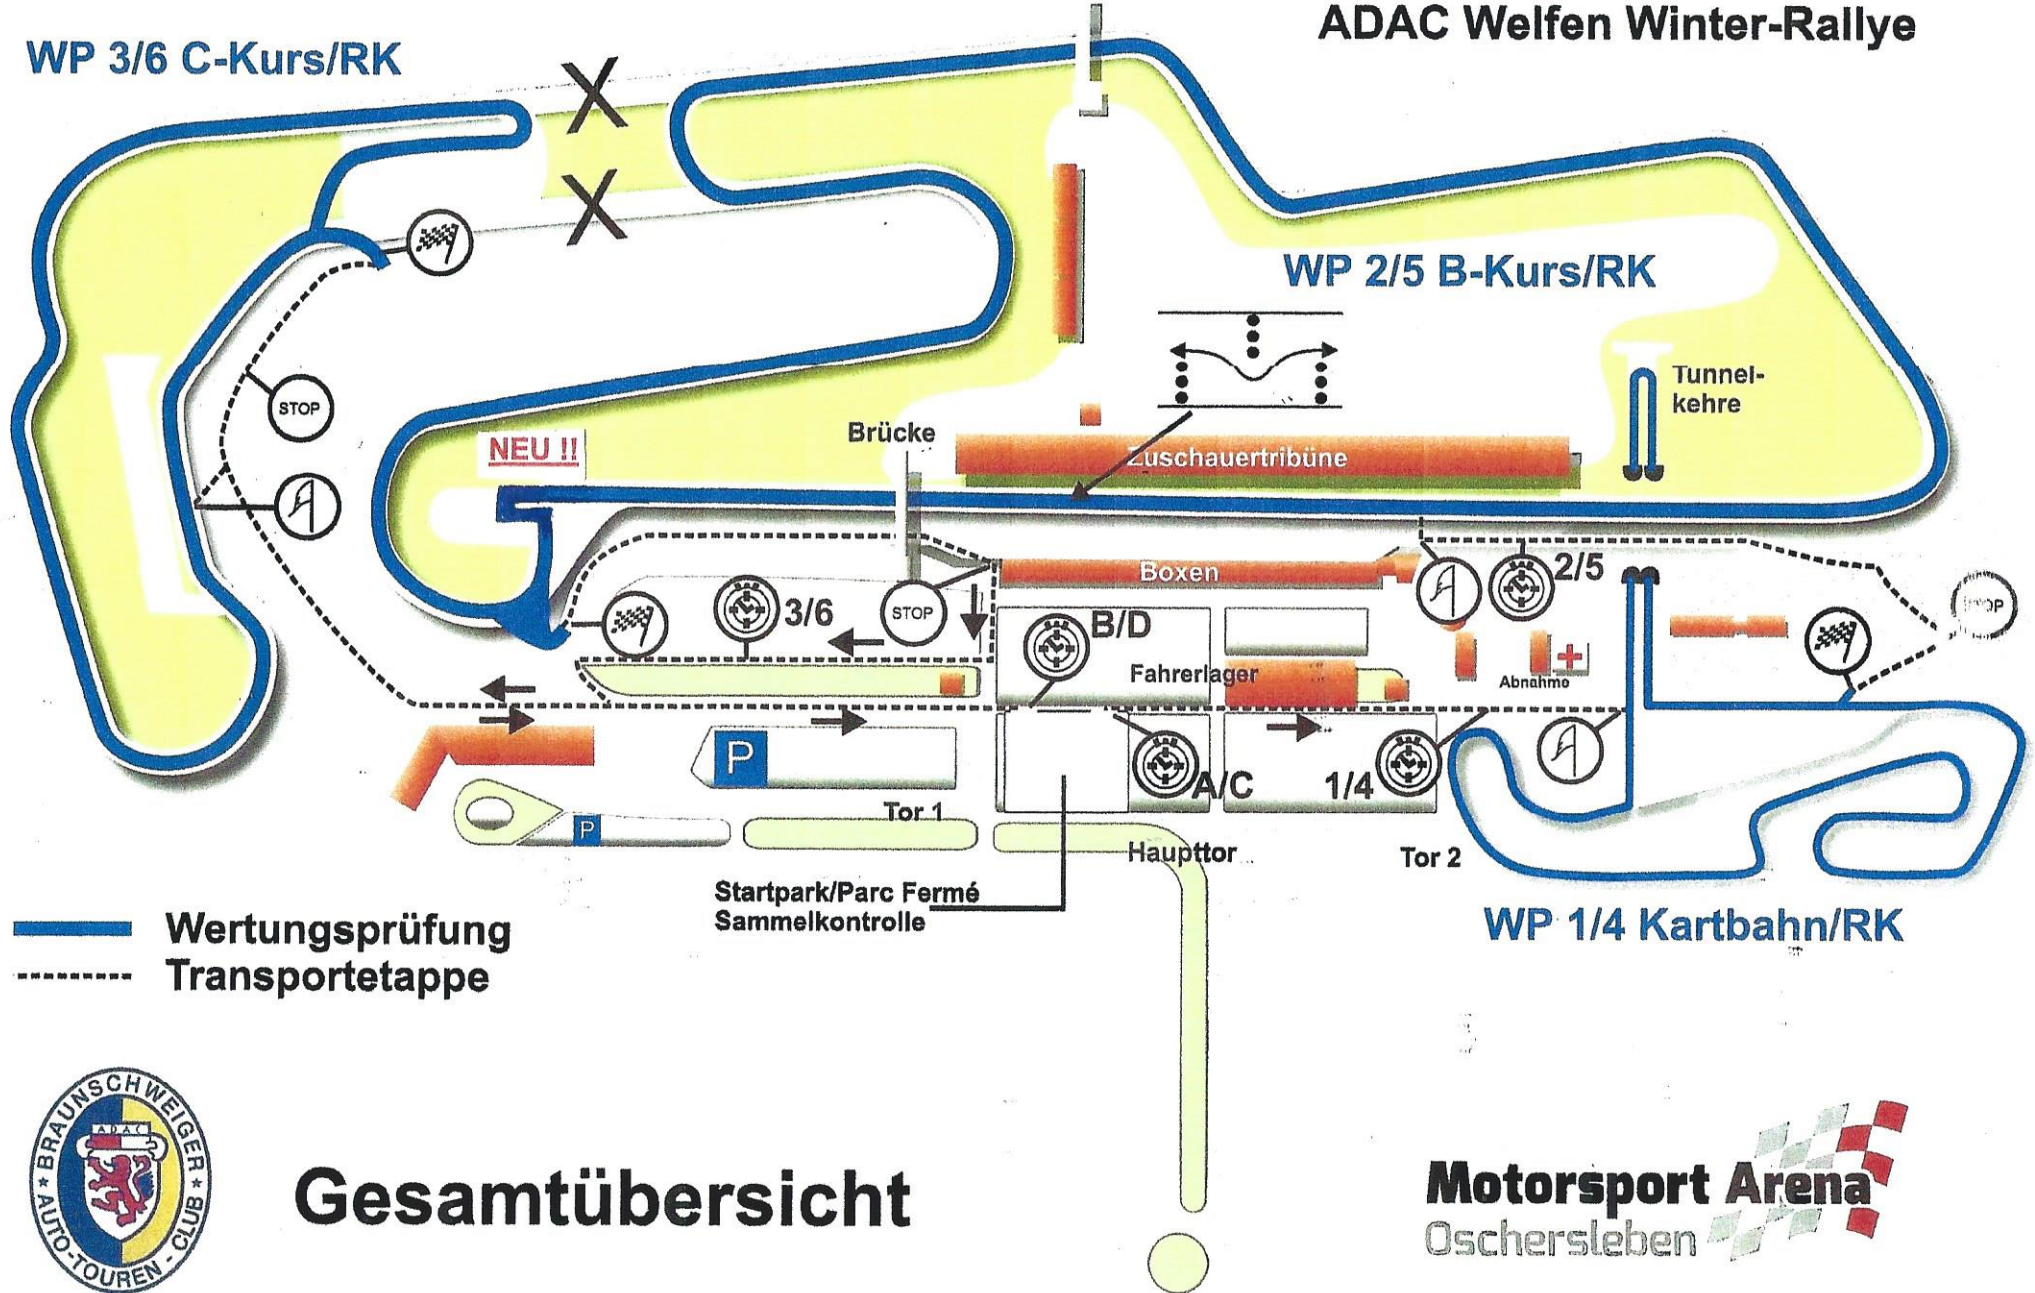 ADAC Welfen Winter-Rallye
WP 3/6 C-Kurs/RK
X
X
WP 2/5 B-Kurs/RK
Tunnel-
kehre
STOP
NEU !!
Brücke
Zuschauertribüne
Boxen
2/5
3/6
STOP
B/D
STOP
Fahrerlager
Abnahme
P
A/C
1/4
Tor 1
P
Haupttor
Tor 2
Startpark/Parc Fermé
Sammelkontrolle
WP 1/4 Kartbahn/RK
Wertungsprüfung
Transportetappe
BRAUNSCHWEIGER
ADAC
AUTO-TOUREN-CLUB
Gesamtübersicht
Motorsport Arena
Oschersleben